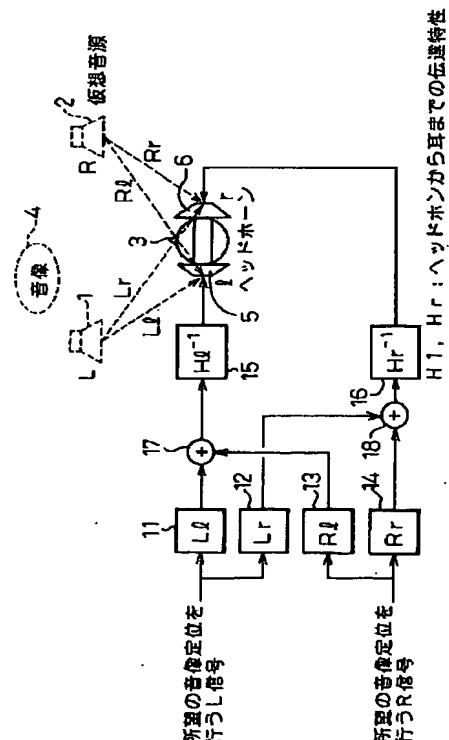 音像
4
L
1
R
2
仮想音源
Lℓ
Lr
Rℓ
Rr
3
5
6
ℓ
r
ヘッドホーン
所望の音像定位を
行うL信号
所望の音像定位を
行うR信号
11
Lℓ
12
Lr
13
Rℓ
14
Rr
17
+
18
+
Hℓ⁻¹
15
16
Hr⁻¹
Hl, Hr:ヘッドホンから耳までの伝達特性